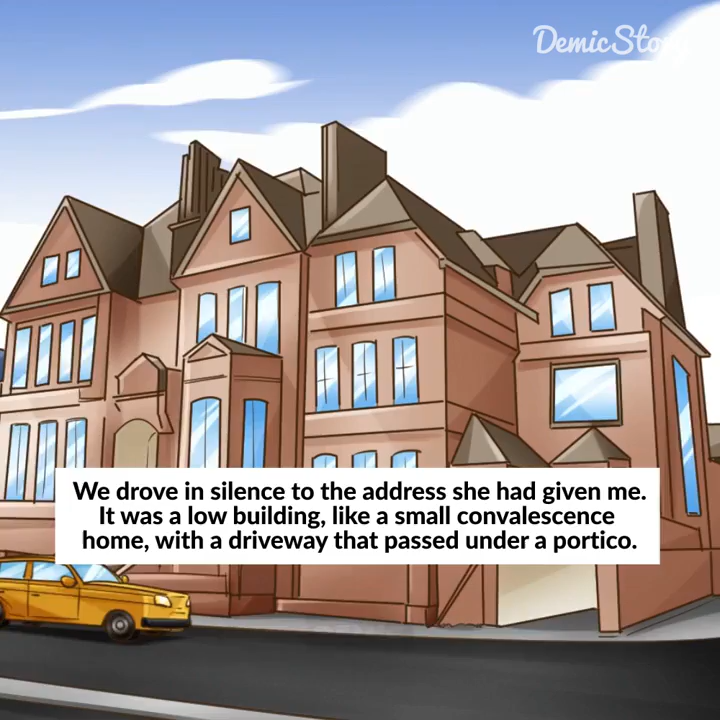 DemicStory
We drove in silence to the address she had given me.
It was a low building, like a small convalescence
home, with a driveway that passed under a portico.